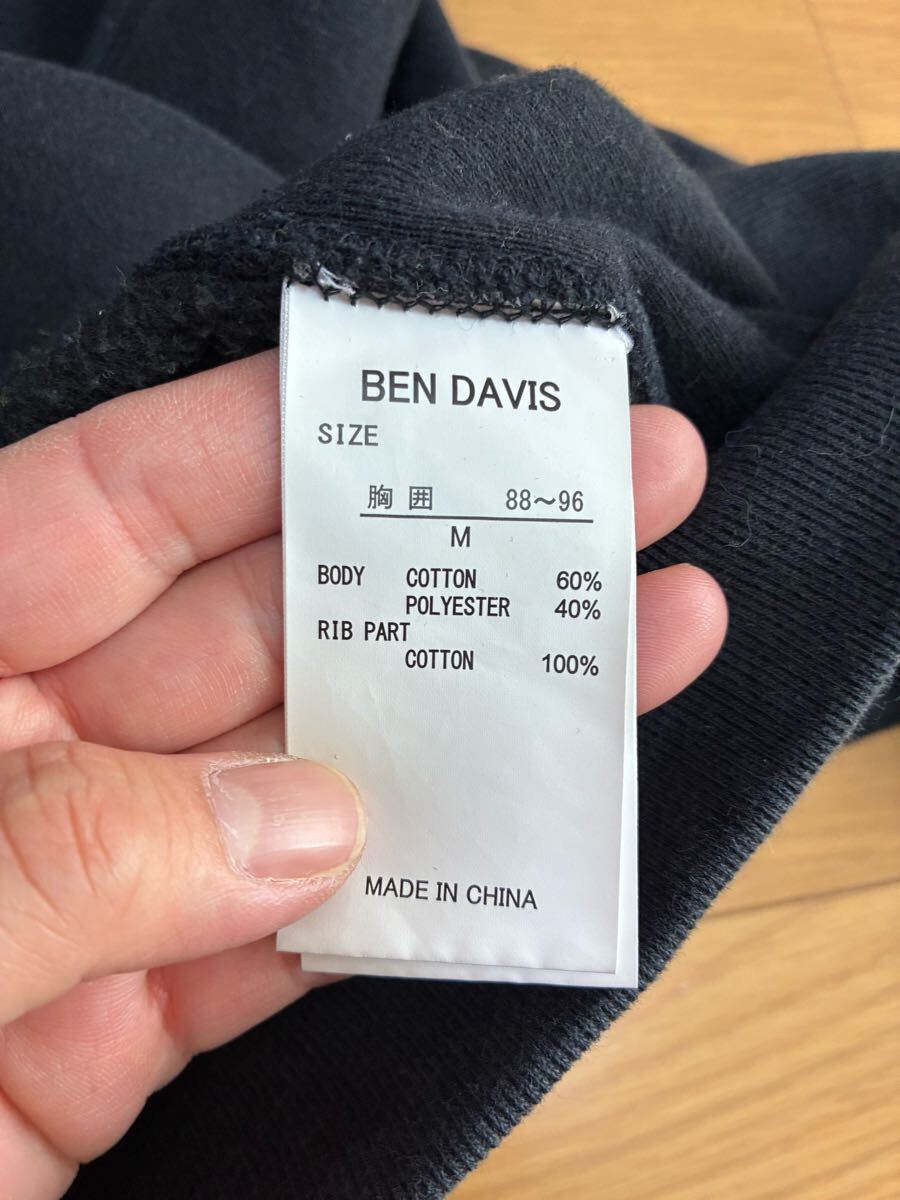 BEN DAVIS
SIZE
胸囲 88～96
M
BODY COTTON 60%
POLYESTER 40%
RIB PART
COTTON 100%
MADE IN CHINA